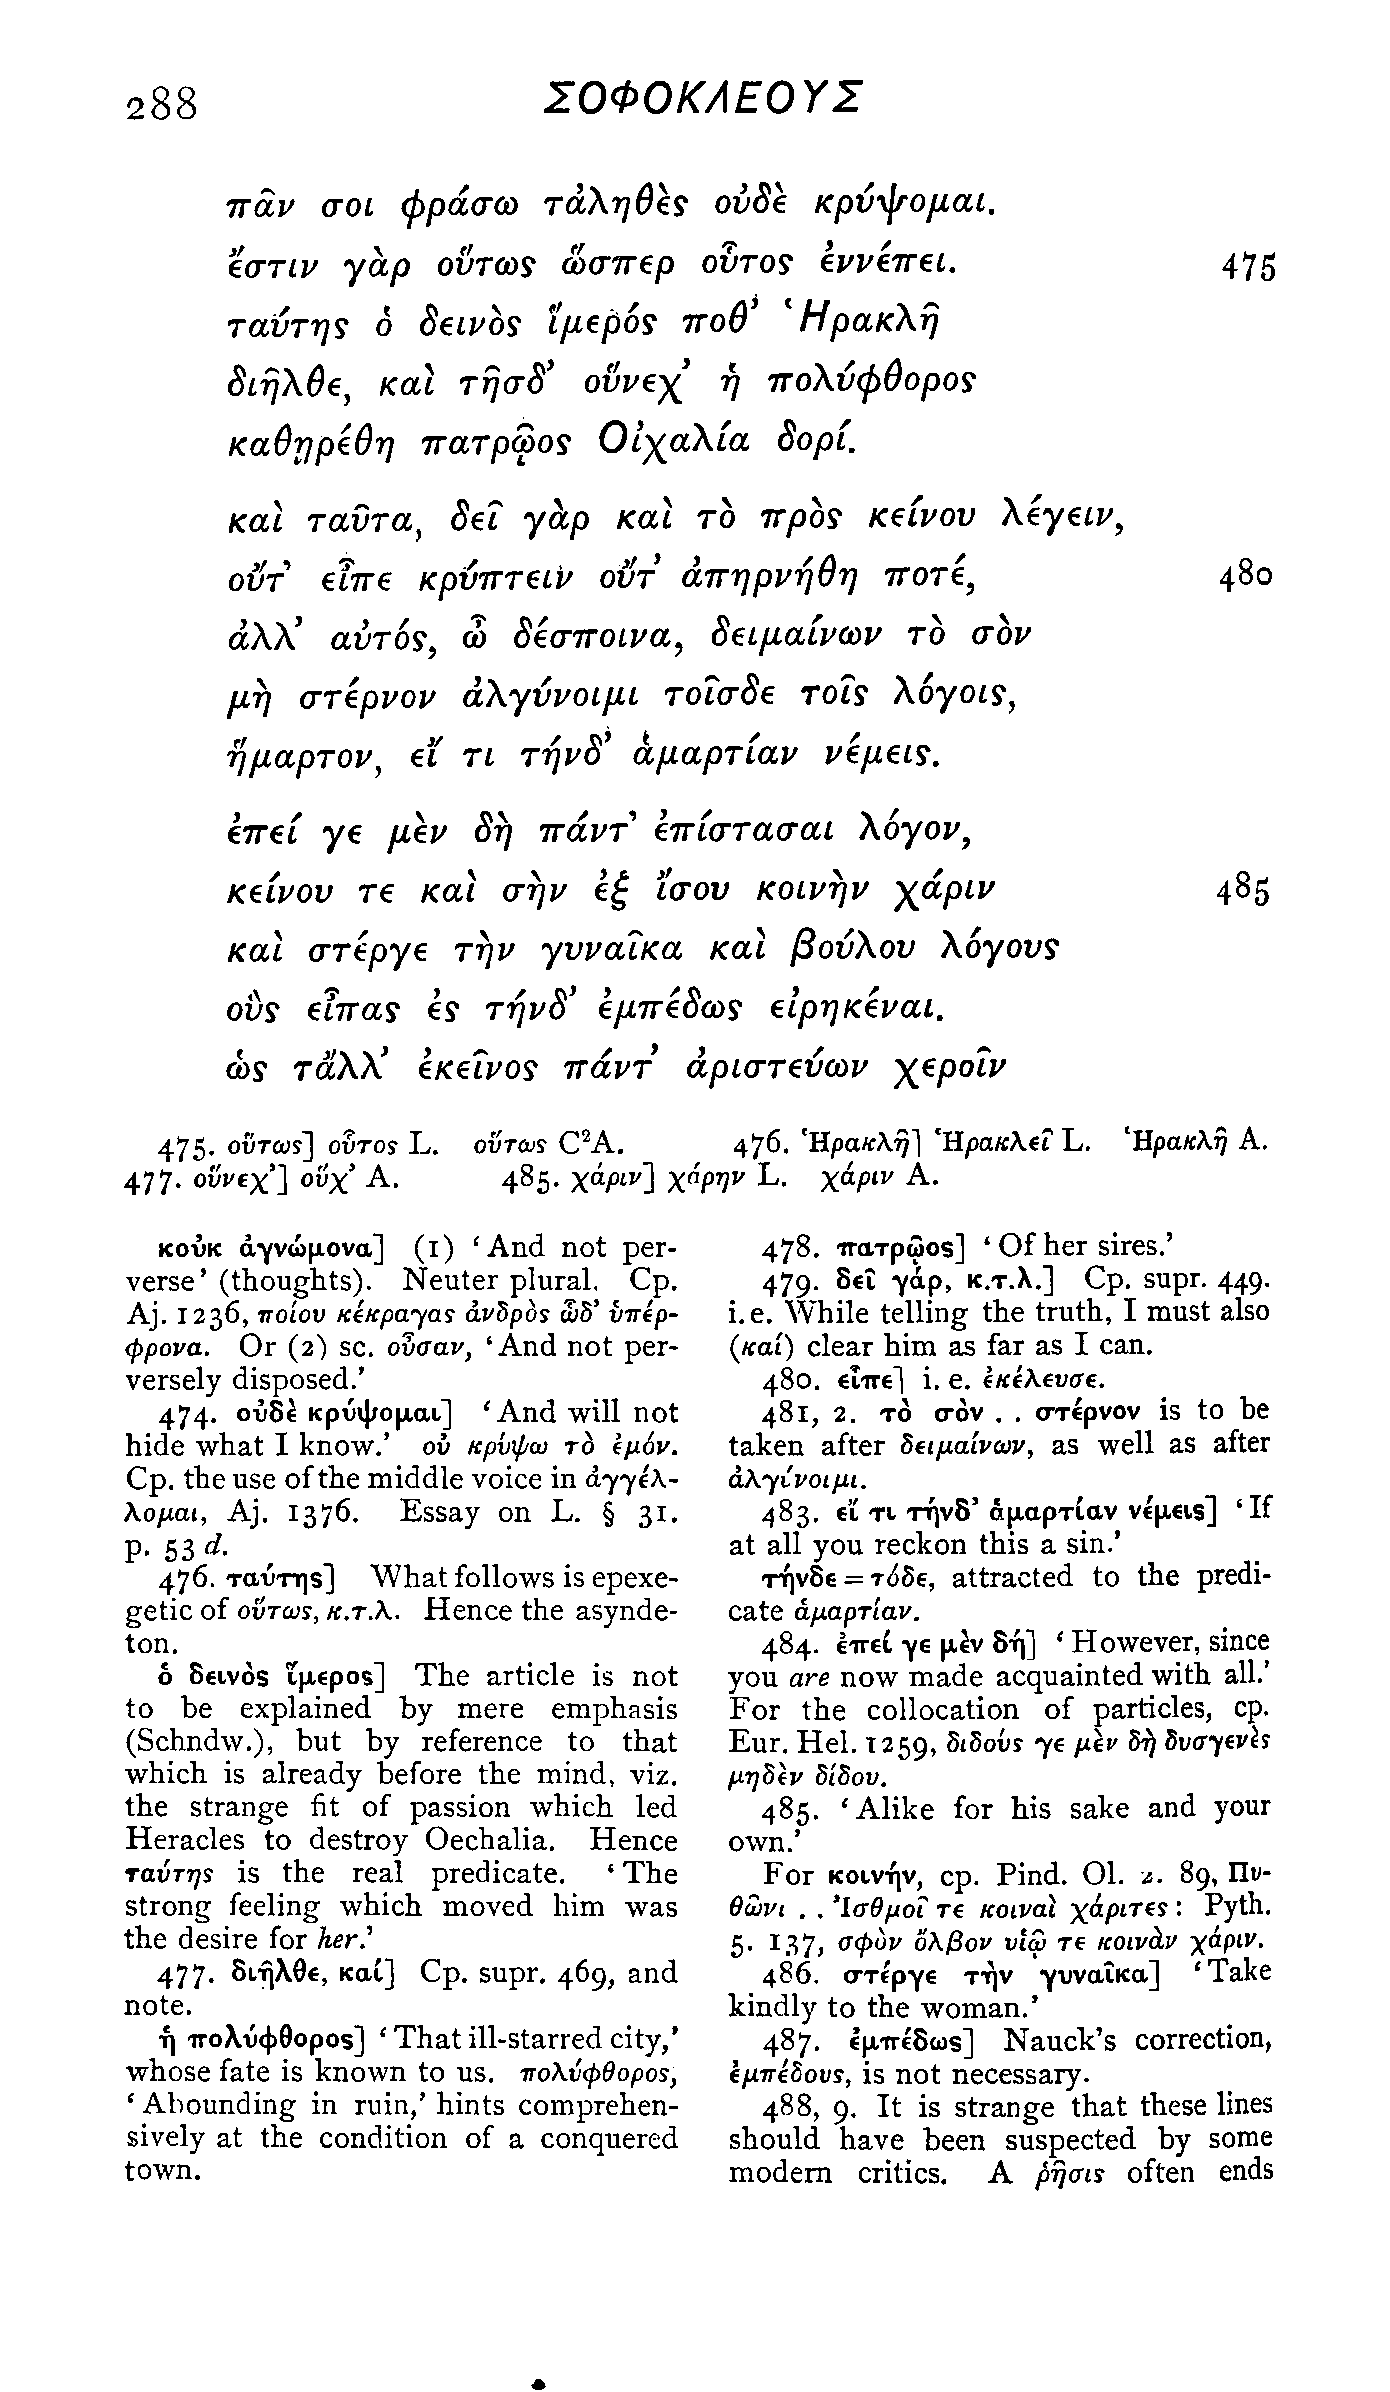 288 ΣΟΦΟΚΛΕΟΥΣ
πᾶν σοι φράσω τἀληθὲς οὐδὲ κρύψομαι.
ἔστιν γὰρ οὕτως ὥσπερ οὗτος ἐννέπει. 475
ταύτης ὁ δεινὸς ἵμερός ποθ’ Ἡρακλῆ
διῆλθε, καὶ τῆσδ’ οὕνεχ’ ἡ πολύφθορος
καθῃρέθη πατρῷος Οἰχαλία δορί.
καὶ ταῦτα, δεῖ γὰρ καὶ τὸ πρὸς κείνου λέγειν,
οὔτ’ εἶπε κρύπτειν οὔτ’ ἀπηρνήθη ποτέ, 480
ἀλλ’ αὐτός, ὦ δέσποινα, δειμαίνων τὸ σὸν
μὴ στέρνον ἀλγύνοιμι τοῖσδε τοῖς λόγοις,
ἥμαρτον, εἴ τι τήνδ’ ἁμαρτίαν νέμεις.
ἐπεί γε μὲν δὴ πάντ’ ἐπίστασαι λόγον,
κείνου τε καὶ σὴν ἐξ ἴσου κοινὴν χάριν 485
καὶ στέργε τὴν γυναῖκα καὶ βούλου λόγους
οὓς εἶπας ἐς τήνδ’ ἐμπέδως εἰρηκέναι.
ὡς τἄλλ’ ἐκεῖνος πάντ’ ἀριστεύων χεροῖν
475. οὕτως] οὗτος L. οὕτως C²A. 476. Ἡρακλῆ] Ἡρακλεῖ L. Ἡρακλῆ A.
477. οὕνεχ’] οὕχ’ A. 485. χάριν] χάρην L. χάριν A.
κοὐκ ἀγνώμονα] (1) ‘And not per-
verse’ (thoughts). Neuter plural. Cp.
Aj. 1236, ποίου κέκραγας ἀνδρὸς ὧδ’ ὑπέρ-
φρονα. Or (2) sc. οὖσαν, ‘And not per-
versely disposed.’
474. οὐδὲ κρύψομαι] ‘And will not
hide what I know.’ οὐ κρύψω τὸ ἐμόν.
Cp. the use of the middle voice in ἀγγέλ-
λομαι, Aj. 1376. Essay on L. § 31.
p. 53 d.
476. ταύτης] What follows is epexe-
getic of οὕτως, κ.τ.λ. Hence the asynde-
ton.
ὁ δεινὸς ἵμερος] The article is not
to be explained by mere emphasis
(Schndw.), but by reference to that
which is already before the mind, viz.
the strange fit of passion which led
Heracles to destroy Oechalia. Hence
ταύτης is the real predicate. ‘The
strong feeling which moved him was
the desire for her.’
477. διῆλθε, καί] Cp. supr. 469, and
note.
ἡ πολύφθορος] ‘That ill-starred city,’
whose fate is known to us. πολύφθορος,
‘Abounding in ruin,’ hints comprehen-
sively at the condition of a conquered
town.
478. πατρῷος] ‘Of her sires.’
479. δεῖ γάρ, κ.τ.λ.] Cp. supr. 449.
i.e. While telling the truth, I must also
(καί) clear him as far as I can.
480. εἶπε] i. e. ἐκέλευσε.
481, 2. τὸ σὸν . . στέρνον is to be
taken after δειμαίνων, as well as after
ἀλγύνοιμι.
483. εἴ τι τήνδ’ ἁμαρτίαν νέμεις] ‘If
at all you reckon this a sin.’
τήνδε = τόδε, attracted to the predi-
cate ἁμαρτίαν.
484. ἐπεί γε μὲν δή] ‘However, since
you are now made acquainted with all.’
For the collocation of particles, cp.
Eur. Hel. 1259, διδούς γε μὲν δὴ δυσγενὲς
μηδὲν δίδου.
485. ‘Alike for his sake and your
own.’
For κοινήν, cp. Pind. Ol. 2. 89, Πυ-
θῶνι . . Ἰσθμοῖ τε κοιναὶ χάριτες: Pyth.
5. 137, σφὸν ὄλβον υἱῷ τε κοινὰν χάριν.
486. στέργε τὴν γυναῖκα] ‘Take
kindly to the woman.’
487. ἐμπέδως] Nauck’s correction,
ἐμπέδους, is not necessary.
488, 9. It is strange that these lines
should have been suspected by some
modern critics. A ῥῆσις often ends